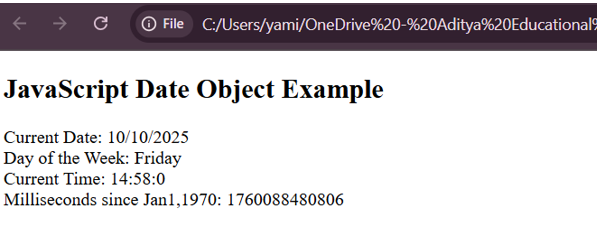 File C:/Users/yami/OneDrive%20-%20Aditya%20Educational%
JavaScript Date Object Example
Current Date: 10/10/2025
Day of the Week: Friday
Current Time: 14:58:0
Milliseconds since Jan1,1970: 1760088480806